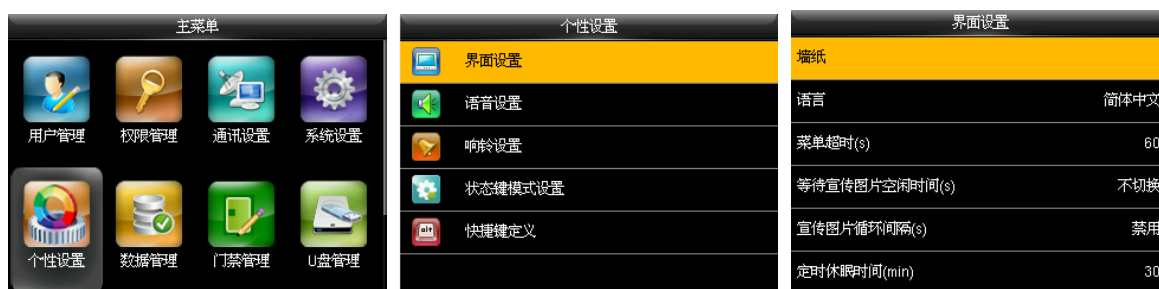 主菜单
用户管理 权限管理 通讯设置 系统设置
个性设置 数据管理 门禁管理 U盘管理
个性设置
界面设置
语音设置
响铃设置
状态键模式设置
alt 快捷键定义
界面设置
墙纸
语言 简体中文
菜单超时(s) 60
等待宣传图片空闲时间(s) 不切换
宣传图片循环间隔(s) 禁用
定时休眠时间(min) 30